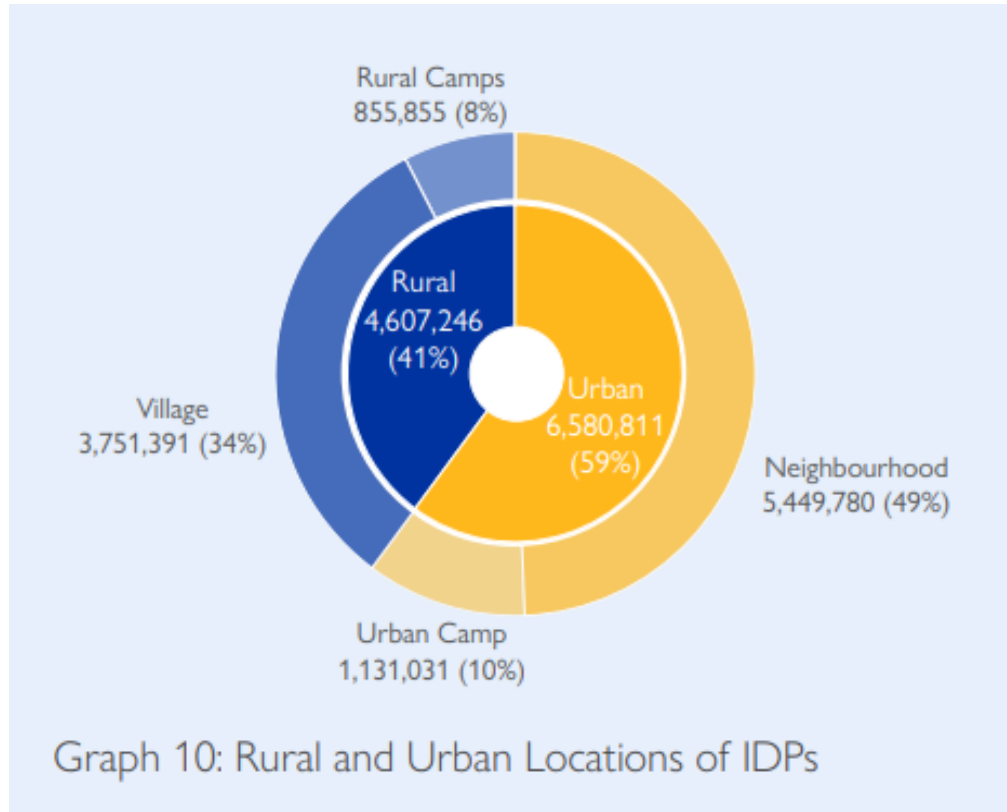 Rural Camps
855,855 (8%)
Rural
4,607,246
(41%)
Urban
6,580,811
(59%)
Village
3,751,391 (34%)
Neighbourhood
5,449,780 (49%)
Urban Camp
1,131,031 (10%)
Graph 10: Rural and Urban Locations of IDPs